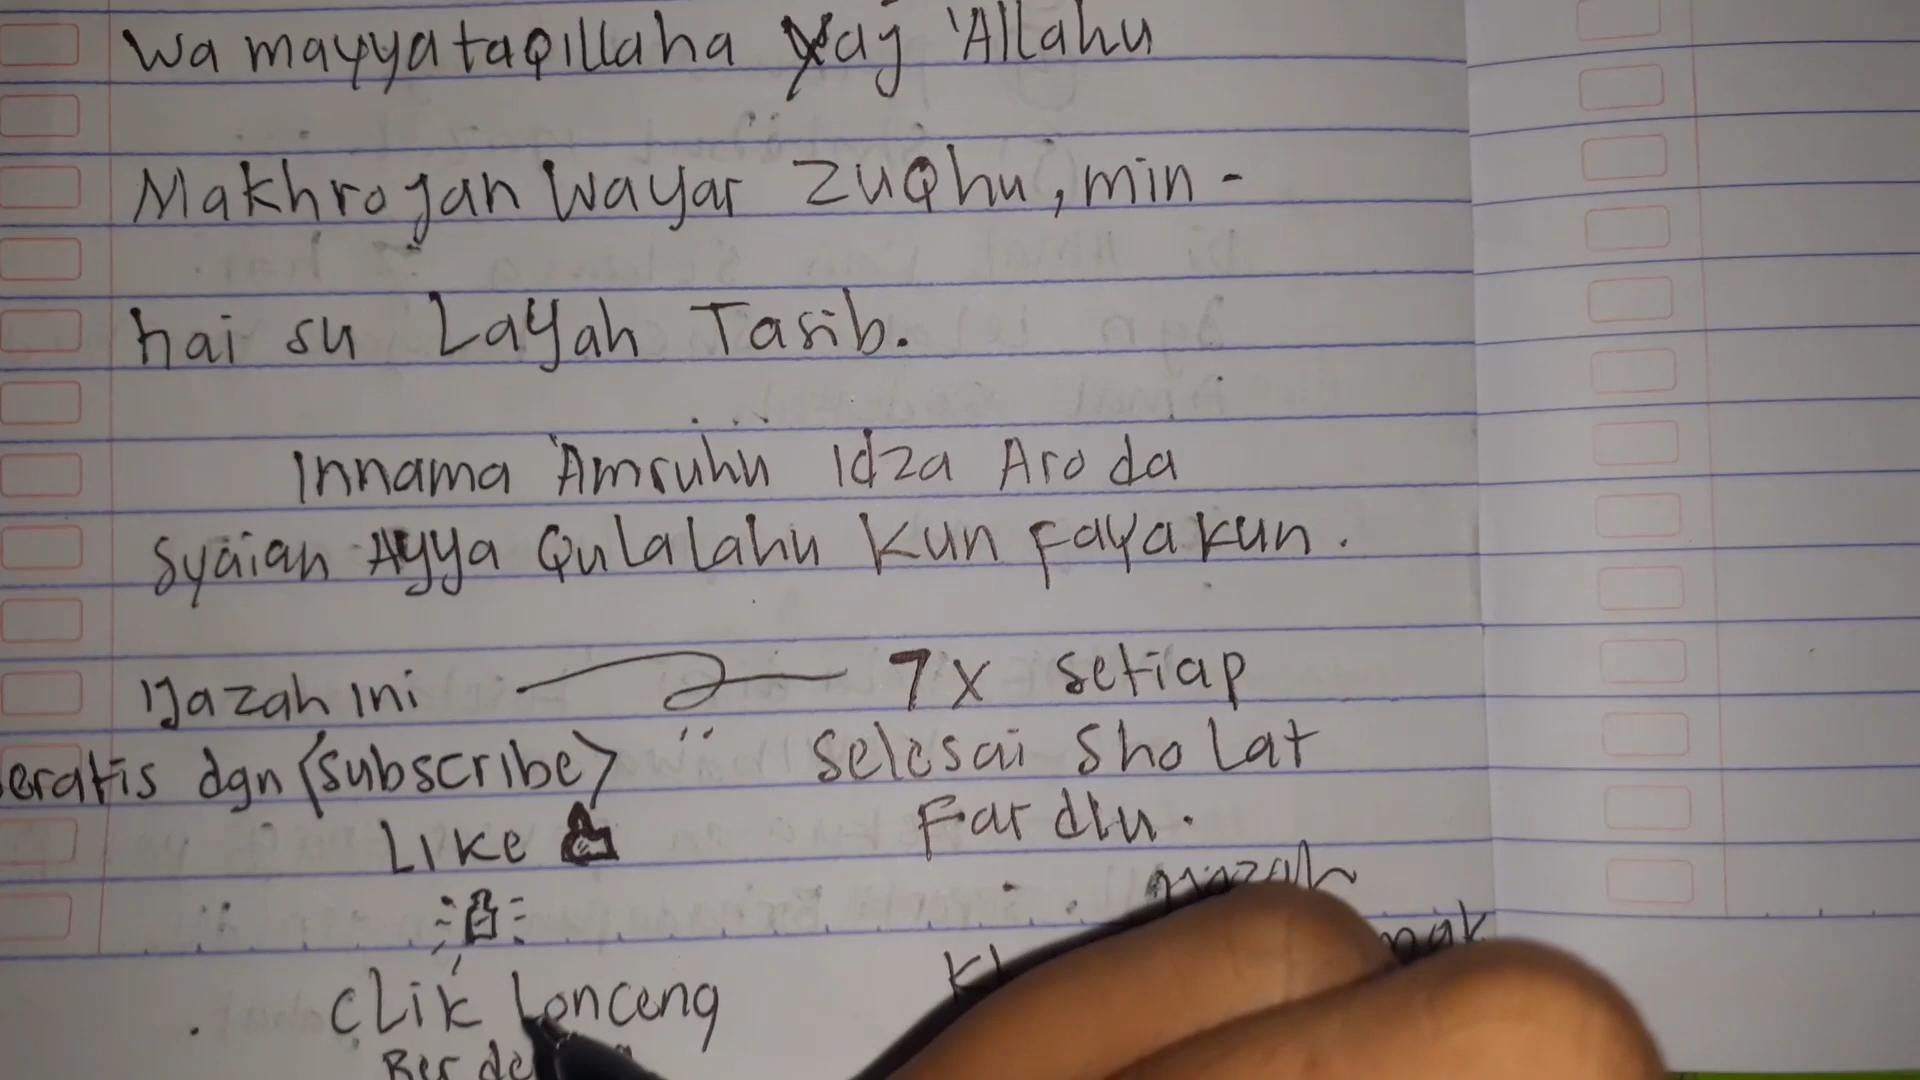 Wa mayyataqillaha yaj 'Allahu
Makhrojan Wayar zuqhu, min -
hai su Layah Tasib.
Innama Amruhu Idza Aroda
Syaian Ayya Qulalahu Kun Fayakun.
Ijazah ini
7x setiap
eratis dgn (subscribe)
selesai sholat
Like
Fardlu.
Clik Lonceng